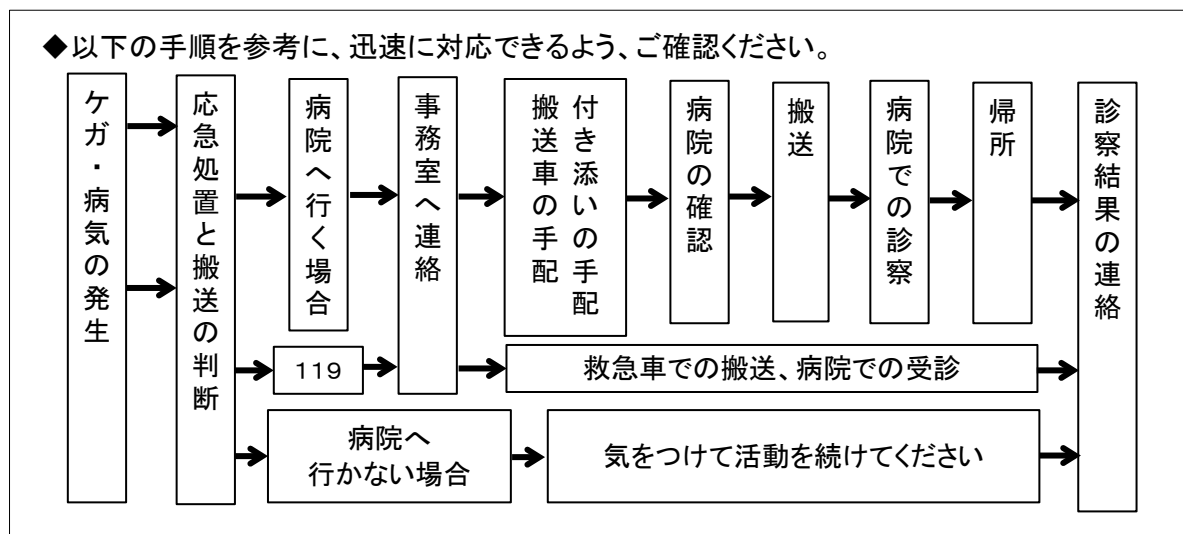 ◆以下の手順を参考に、迅速に対応できるよう、ご確認ください。
ケガ・病気の発生
応急処置と搬送の判断
病院へ行く場合
事務室へ連絡
付き添いの手配
搬送車の手配
病院の確認
搬送
病院での診察
帰所
診察結果の連絡
119
救急車での搬送、病院での受診
病院へ
行かない場合
気をつけて活動を続けてください